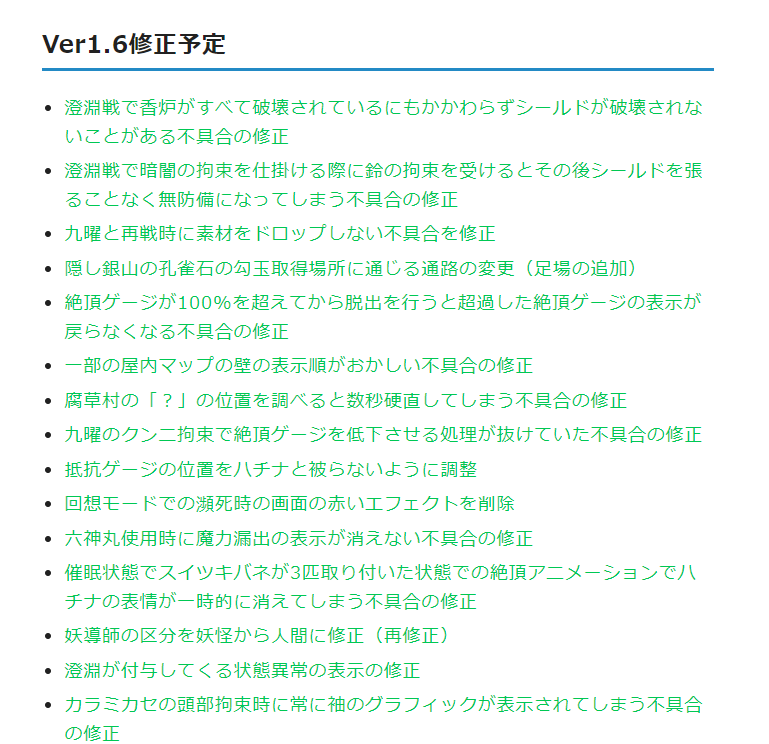 Ver1.6修正予定
澄淵戦で香炉がすべて破壊されているにもかかわらずシールドが破壊されな
いことがある不具合の修正
澄淵戦で暗闇の拘束を仕掛ける際に鈴の拘束を受けるとその後シールドを張
ることなく無防備になってしまう不具合の修正
九曜と再戦時に素材をドロップしない不具合を修正
隠し銀山の孔雀石の勾玉取得場所に通じる通路の変更（足場の追加）
絶頂ゲージが100％を超えてから脱出を行うと超過した絶頂ゲージの表示が
戻らなくなる不具合の修正
一部の屋内マップの壁の表示順がおかしい不具合の修正
腐草村の「？」の位置を調べると数秒硬直してしまう不具合の修正
九曜のクンニ拘束で絶頂ゲージを低下させる処理が抜けていた不具合の修正
抵抗ゲージの位置をハチナと被らないように調整
回想モードでの瀕死時の画面の赤いエフェクトを削除
六神丸使用時に魔力漏出の表示が消えない不具合の修正
催眠状態でスイツキバネが3匹取り付いた状態での絶頂アニメーションでハ
チナの表情が一時的に消えてしまう不具合の修正
妖導師の区分を妖怪から人間に修正（再修正）
澄淵が付与してくる状態異常の表示の修正
カラミカセの頭部拘束時に常に袖のグラフィックが表示されてしまう不具合
の修正